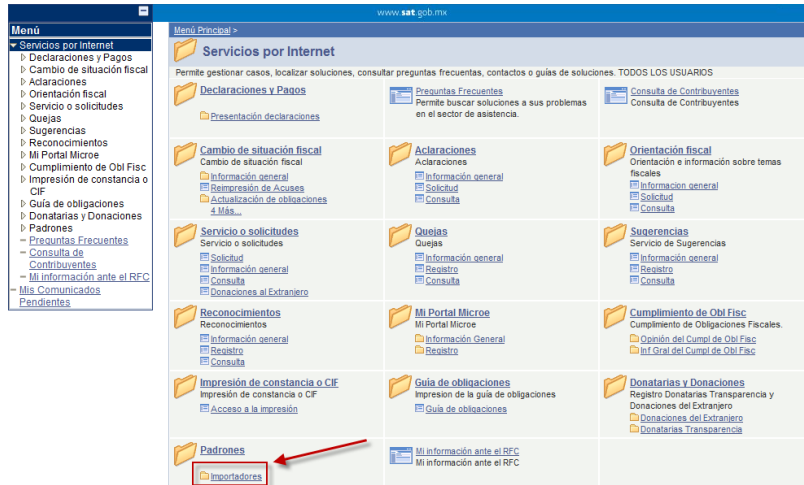 www.sat.gob.mx
Menú
Servicios por Internet
Declaraciones y Pagos
Cambio de situación fiscal
Aclaraciones
Orientación fiscal
Servicio o solicitudes
Quejas
Sugerencias
Reconocimientos
Mi Portal Microe
Cumplimiento de Obl Fisc
Impresión de constancia o
CIF
Guía de obligaciones
Donatarias y Donaciones
Padrones
Preguntas Frecuentes
Consulta de
Contribuyentes
Mi información ante el RFC
Mis Comunicados
Pendientes
Menú Principal >
Servicios por Internet
Permite gestionar casos, localizar soluciones, consultar preguntas frecuentes, contactos o guías de soluciones. TODOS LOS USUARIOS
Declaraciones y Pagos
Presentación declaraciones
Preguntas Frecuentes
Permite buscar soluciones a sus problemas
en el sector de asistencia.
Consulta de Contribuyentes
Consulta de Contribuyentes
Cambio de situación fiscal
Cambio de situación fiscal
Información general
Reimpresión de Acuses
Actualización de obligaciones
4 Más...
Aclaraciones
Aclaraciones
Información general
Solicitud
Consulta
Orientación fiscal
Orientación e información sobre temas
fiscales
Informacion general
Solicitud
Consulta
Servicio o solicitudes
Servicio o solicitudes
Solicitud
Información general
Consulta
Donaciones al Extranjero
Quejas
Quejas
Información general
Registro
Consulta
Sugerencias
Servicio de Sugerencias
Información general
Registro
Consulta
Reconocimientos
Reconocimientos
Información general
Registro
Consulta
Mi Portal Microe
Mi Portal Microe
Información General
Registro
Cumplimiento de Obl Fisc
Cumplimiento de Obligaciones Fiscales.
Opinión del Cumpl de Obl Fisc
Inf Gral del Cumpl de Obl Fisc
Impresión de constancia o CIF
Impresión de constancia o CIF
Acceso a la impresión
Guía de obligaciones
Impresion de la guía de obligaciones
Guía de obligaciones
Donatarias y Donaciones
Registro Donatarias Transparencia y
Donaciones del Extranjero
Donaciones del Extranjero
Donatarias Transparencia
Padrones
Importadores
Mi información ante el RFC
Mi información ante el RFC